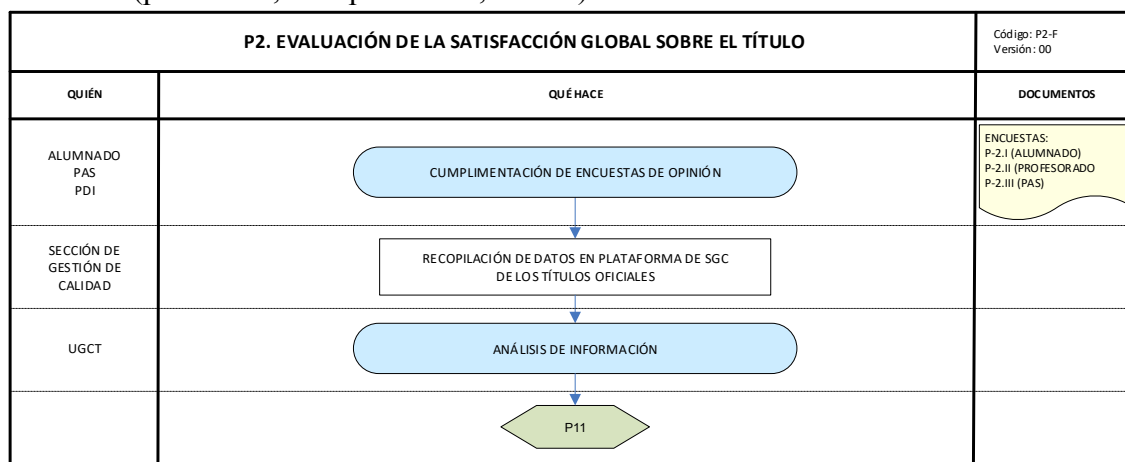 P2. EVALUACIÓN DE LA SATISFACCIÓN GLOBAL SOBRE EL TÍTULO
Código: P2-F
Versión: 00
QUIÉN
QUÉ HACE
DOCUMENTOS
ALUMNADO
PAS
PDI
CUMPLIMENTACIÓN DE ENCUESTAS DE OPINIÓN
ENCUESTAS:
P-2.I (ALUMNADO)
P-2.II (PROFESORADO
P-2.III (PAS)
SECCIÓN DE
GESTIÓN DE
CALIDAD
RECOPILACIÓN DE DATOS EN PLATAFORMA DE SGC
DE LOS TÍTULOS OFICIALES
UGCT
ANÁLISIS DE INFORMACIÓN
P11